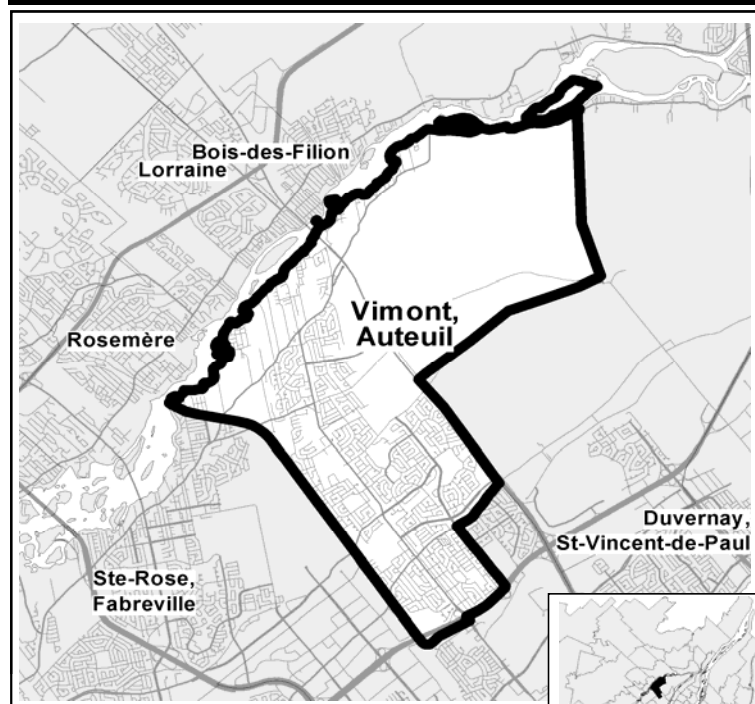 Bois-des-Filion
Lorraine
Vimont,
Auteuil
Rosemère
Duvernay,
St-Vincent-de-Paul
Ste-Rose,
Fabreville